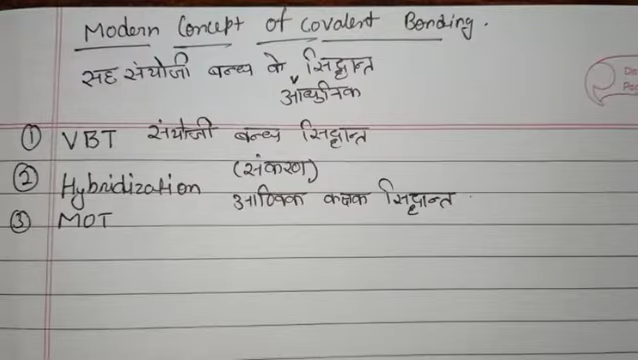 Modern Concept of Covalent Bonding.
सह संयोजी बन्ध के सिद्धान्त
आधुनिक
① VBT संयोजी बन्ध सिद्धान्त
② Hybridization (संकरण)
③ MOT आण्विक कक्षक सिद्धान्त